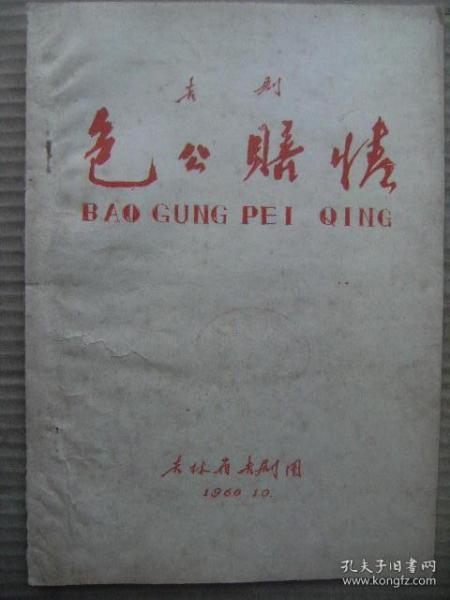 吉剧
包公赔情
BAO GUNG PEI QING
吉林省吉剧团
1960.10.
孔夫子旧书网
www.kongfz.com